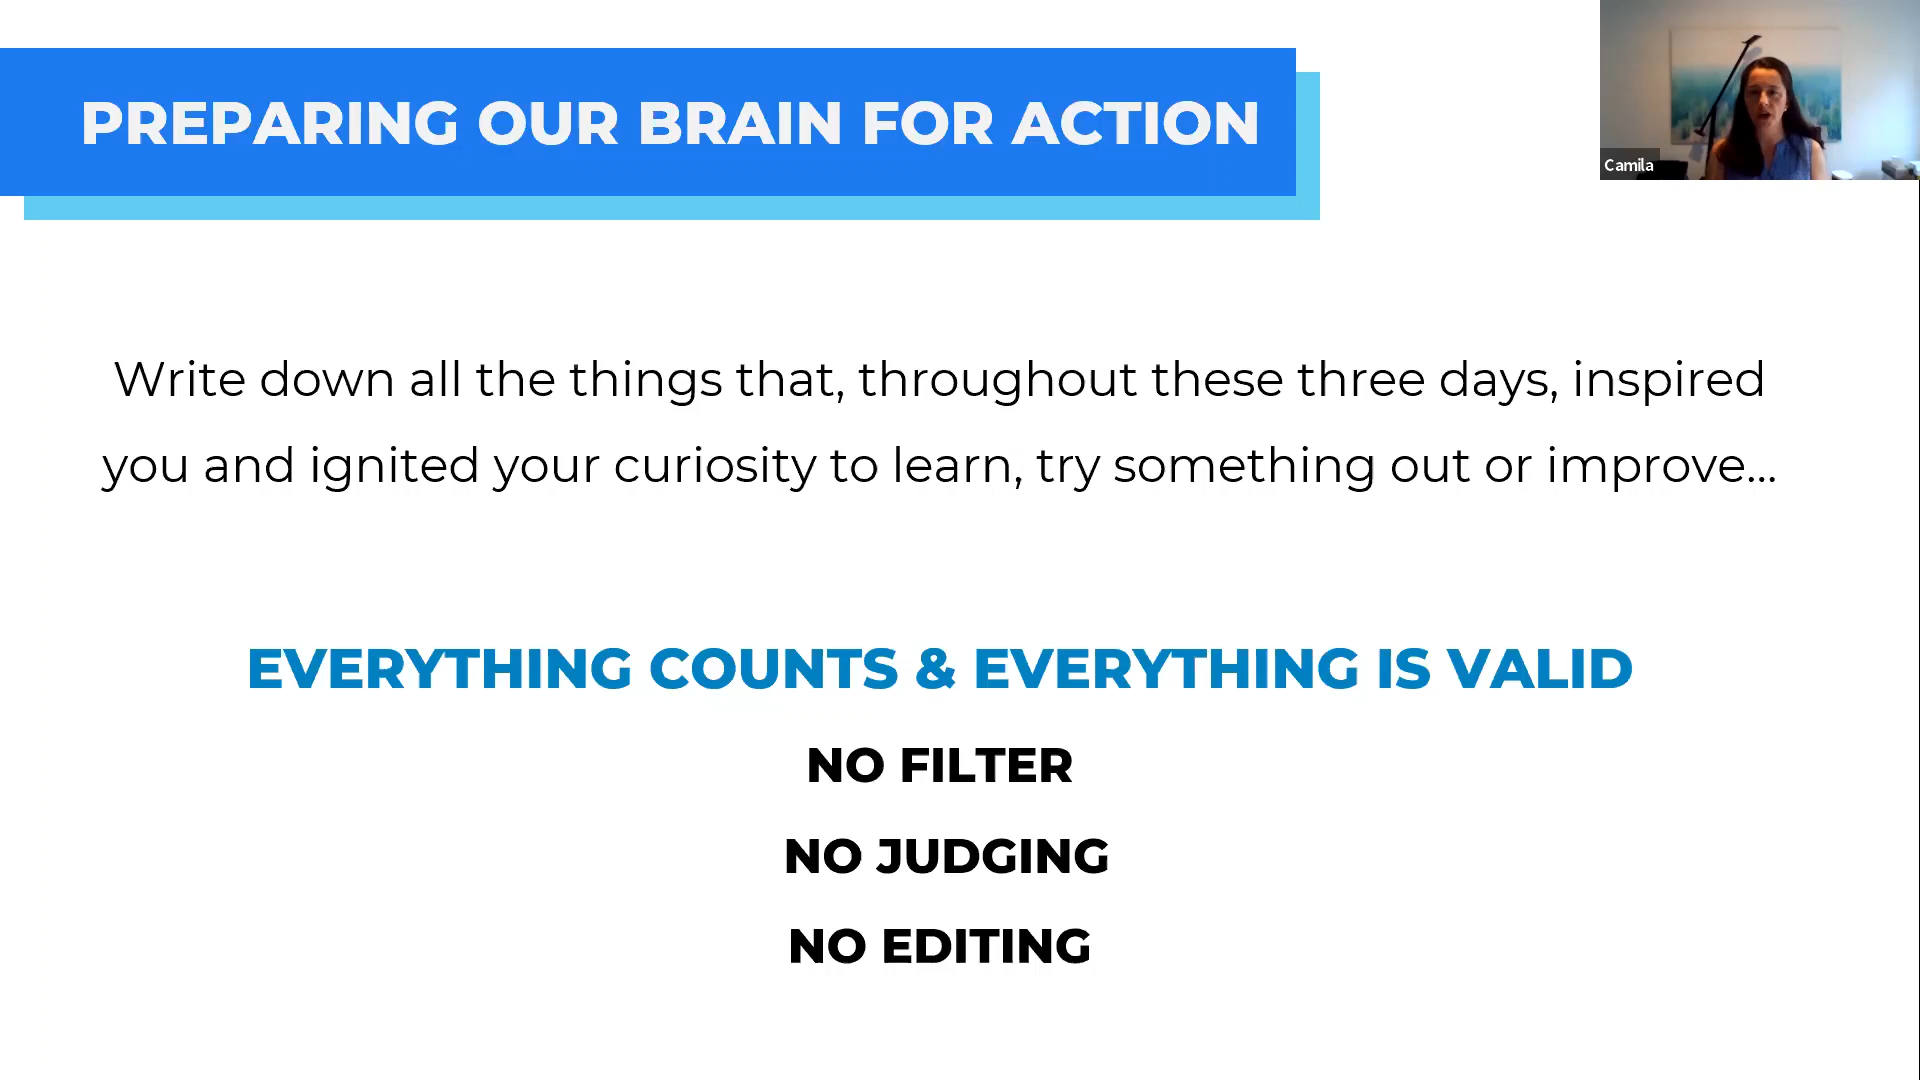 PREPARING OUR BRAIN FOR ACTION
Camila
Write down all the things that, throughout these three days, inspired
you and ignited your curiosity to learn, try something out or improve...
EVERYTHING COUNTS & EVERYTHING IS VALID
NO FILTER
NO JUDGING
NO EDITING